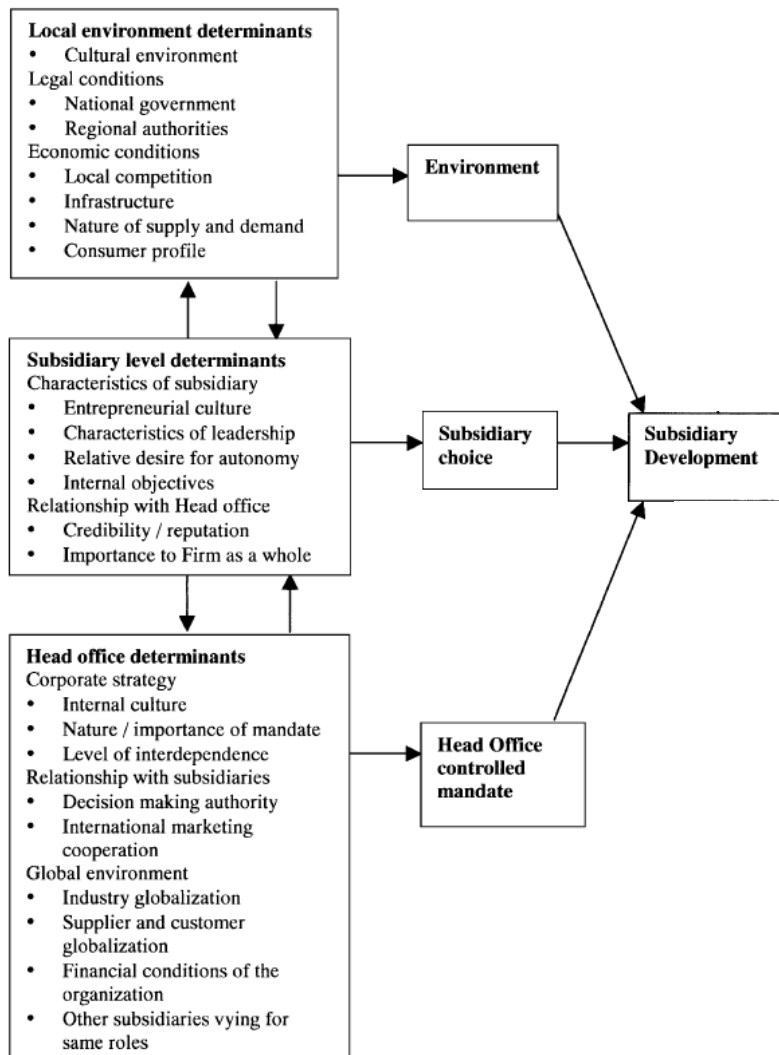 Local environment determinants
• Cultural environment
Legal conditions
• National government
• Regional authorities
Economic conditions
• Local competition
• Infrastructure
• Nature of supply and demand
• Consumer profile
Environment
Subsidiary level determinants
Characteristics of subsidiary
• Entrepreneurial culture
• Characteristics of leadership
• Relative desire for autonomy
• Internal objectives
Relationship with Head office
• Credibility / reputation
• Importance to Firm as a whole
Subsidiary
choice
Subsidiary
Development
Head office determinants
Corporate strategy
• Internal culture
• Nature / importance of mandate
• Level of interdependence
Relationship with subsidiaries
• Decision making authority
• International marketing
cooperation
Global environment
• Industry globalization
• Supplier and customer
globalization
• Financial conditions of the
organization
• Other subsidiaries vying for
same roles
Head Office
controlled
mandate